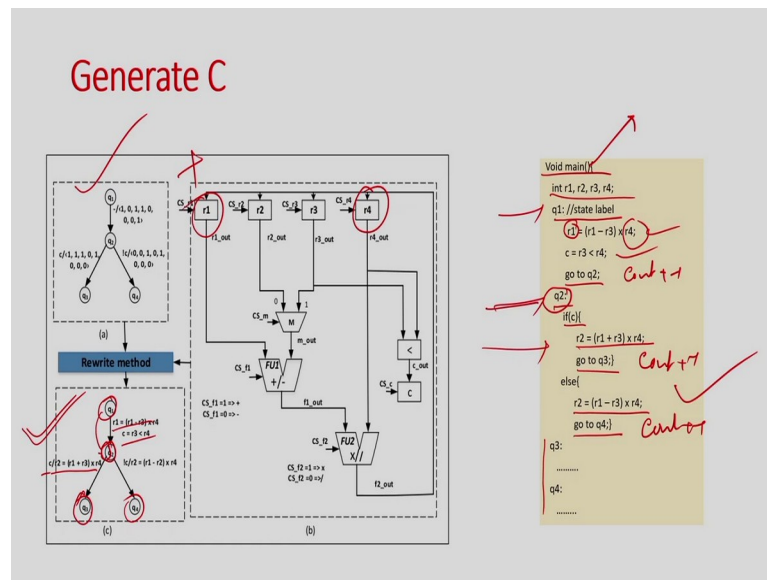 Generate C
q₁
-/<1, 0, 1, 1, 0,
0, 0, 1>
q₂
c/<1, 1, 1, 0, 1,
0, 0, 0>
!c/<0, 0, 1, 0, 1,
0, 0, 0>
q₃
q₄
(a)
Rewrite method
q₁
r1 = (r1 - r3) x r4
c = r3 < r4
c/r2 = (r1 + r3) x r4
!c/r2 = (r1 - r2) x r4
q₃
q₄
(c)
r1
CS_r2
r2
CS_r3
r3
CS_r4
r4
r1_out
r2_out
r3_out
r4_out
0
1
CS_m
M
m_out
<
c_out
CS_c
C
CS_f1
FU1
+ / -
CS_f1 =1 => +
CS_f1 =0 => -
f1_out
CS_f2
FU2
X / /
CS_f2 =1 => x
CS_f2 =0 =>/
f2_out
(b)
Void main(){
int r1, r2, r3, r4;
q1: //state label
r1 = (r1 – r3) x r4;
c = r3 < r4;
go to q2;
Count ++
q2:
if(c){
r2 = (r1 + r3) x r4;
go to q3;}
Count ++
else{
r2 = (r1 – r3) x r4;
go to q4;}
Count ++
q3:
..........
q4:
.........